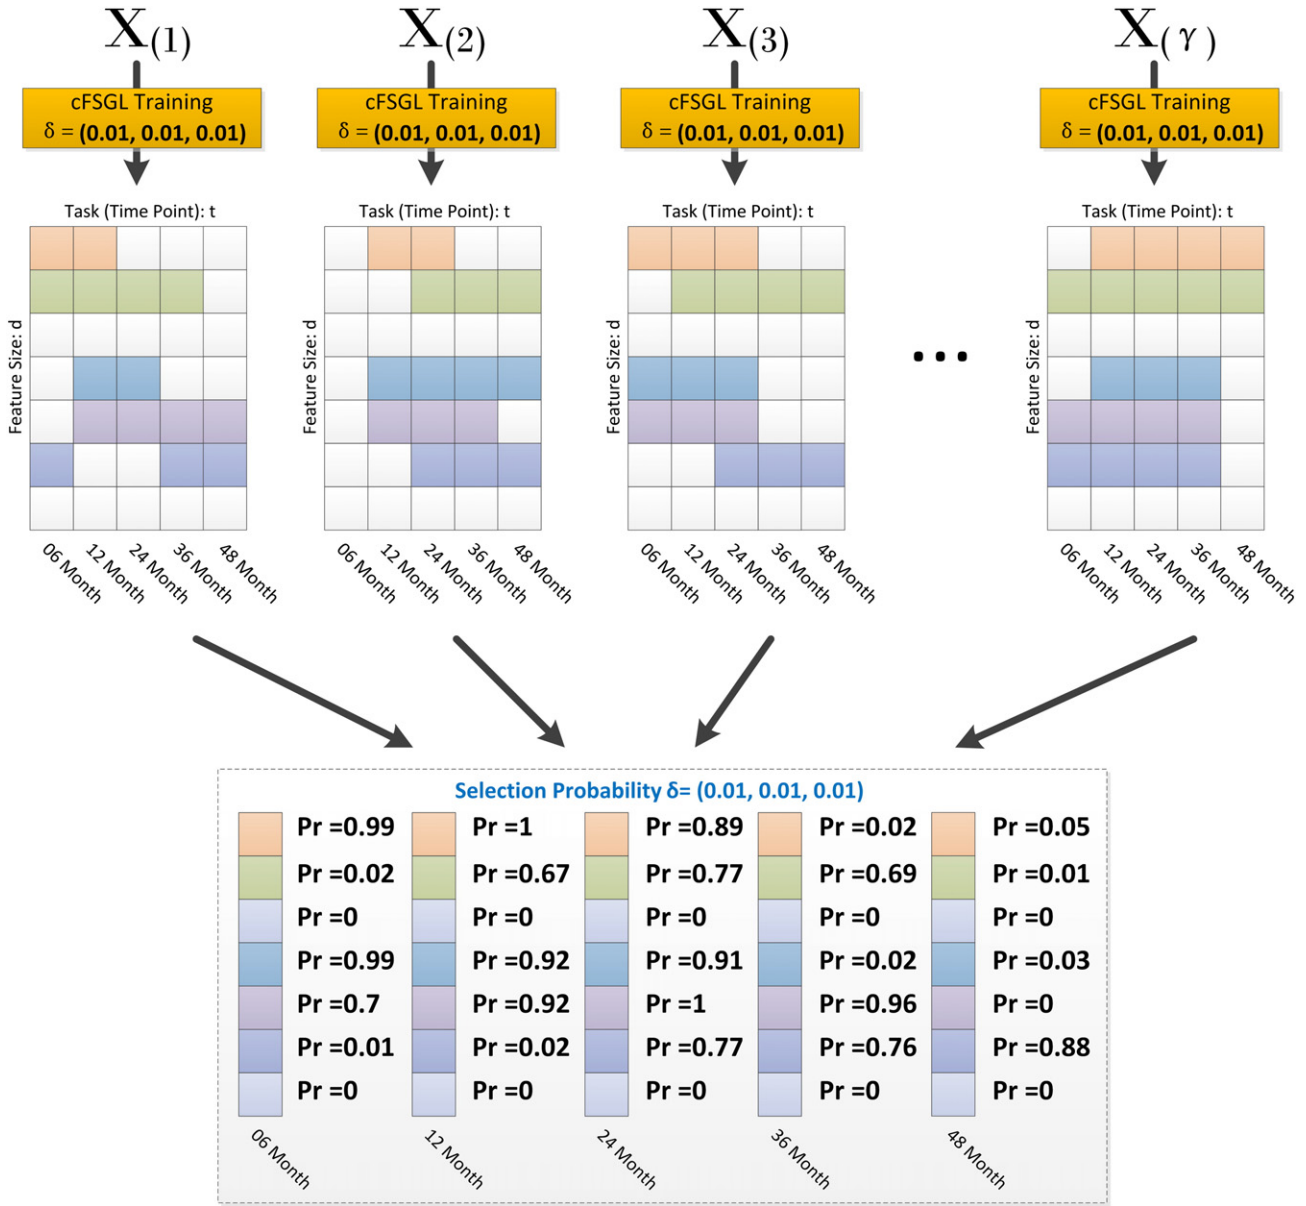 X(1) X(2) X(3) X(γ)
cFSGL Training
δ = (0.01, 0.01, 0.01)
cFSGL Training
δ = (0.01, 0.01, 0.01)
cFSGL Training
δ = (0.01, 0.01, 0.01)
cFSGL Training
δ = (0.01, 0.01, 0.01)
Task (Time Point): t
Feature Size: d
06 Month
12 Month
24 Month
36 Month
48 Month
Task (Time Point): t
Feature Size: d
06 Month
12 Month
24 Month
36 Month
48 Month
Task (Time Point): t
Feature Size: d
06 Month
12 Month
24 Month
36 Month
48 Month
...
Task (Time Point): t
Feature Size: d
06 Month
12 Month
24 Month
36 Month
48 Month
Selection Probability δ= (0.01, 0.01, 0.01)
Pr =0.99 Pr =1 Pr =0.89 Pr =0.02 Pr =0.05
Pr =0.02 Pr =0.67 Pr =0.77 Pr =0.69 Pr =0.01
Pr =0 Pr =0 Pr =0 Pr =0 Pr =0
Pr =0.99 Pr =0.92 Pr =0.91 Pr =0.02 Pr =0.03
Pr =0.7 Pr =0.92 Pr =1 Pr =0.96 Pr =0
Pr =0.01 Pr =0.02 Pr =0.77 Pr =0.76 Pr =0.88
Pr =0 Pr =0 Pr =0 Pr =0 Pr =0
06 Month
12 Month
24 Month
36 Month
48 Month